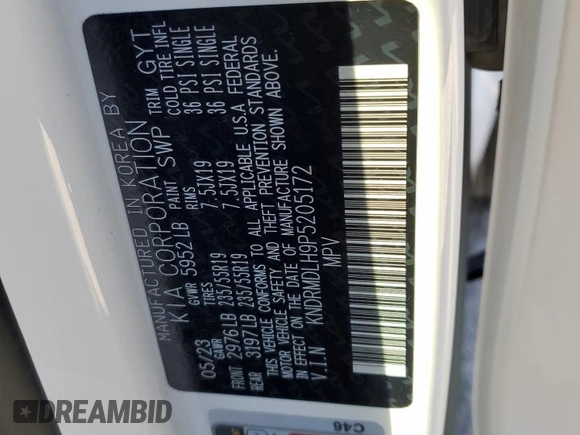 MANUFACTURED IN KOREA BY
KIA CORPORATION
05/23 GVWR 5952LB PAINT SWP TRIM GYT
GAWR TIRES RIMS COLD TIRE INFL
FRONT 2976LB 235/55R19 7.5JX19 36 PSI SINGLE
REAR 3197LB 235/55R19 7.5JX19 36 PSI SINGLE
THIS VEHICLE CONFORMS TO ALL APPLICABLE U.S.A FEDERAL
MOTOR VEHICLE SAFETY AND THEFT PREVENTION STANDARDS
IN EFFECT ON THE DATE OF MANUFACTURE SHOWN ABOVE.
V.I.N KNDRMDLH9P5205172
MPV
C46
DREAMBID